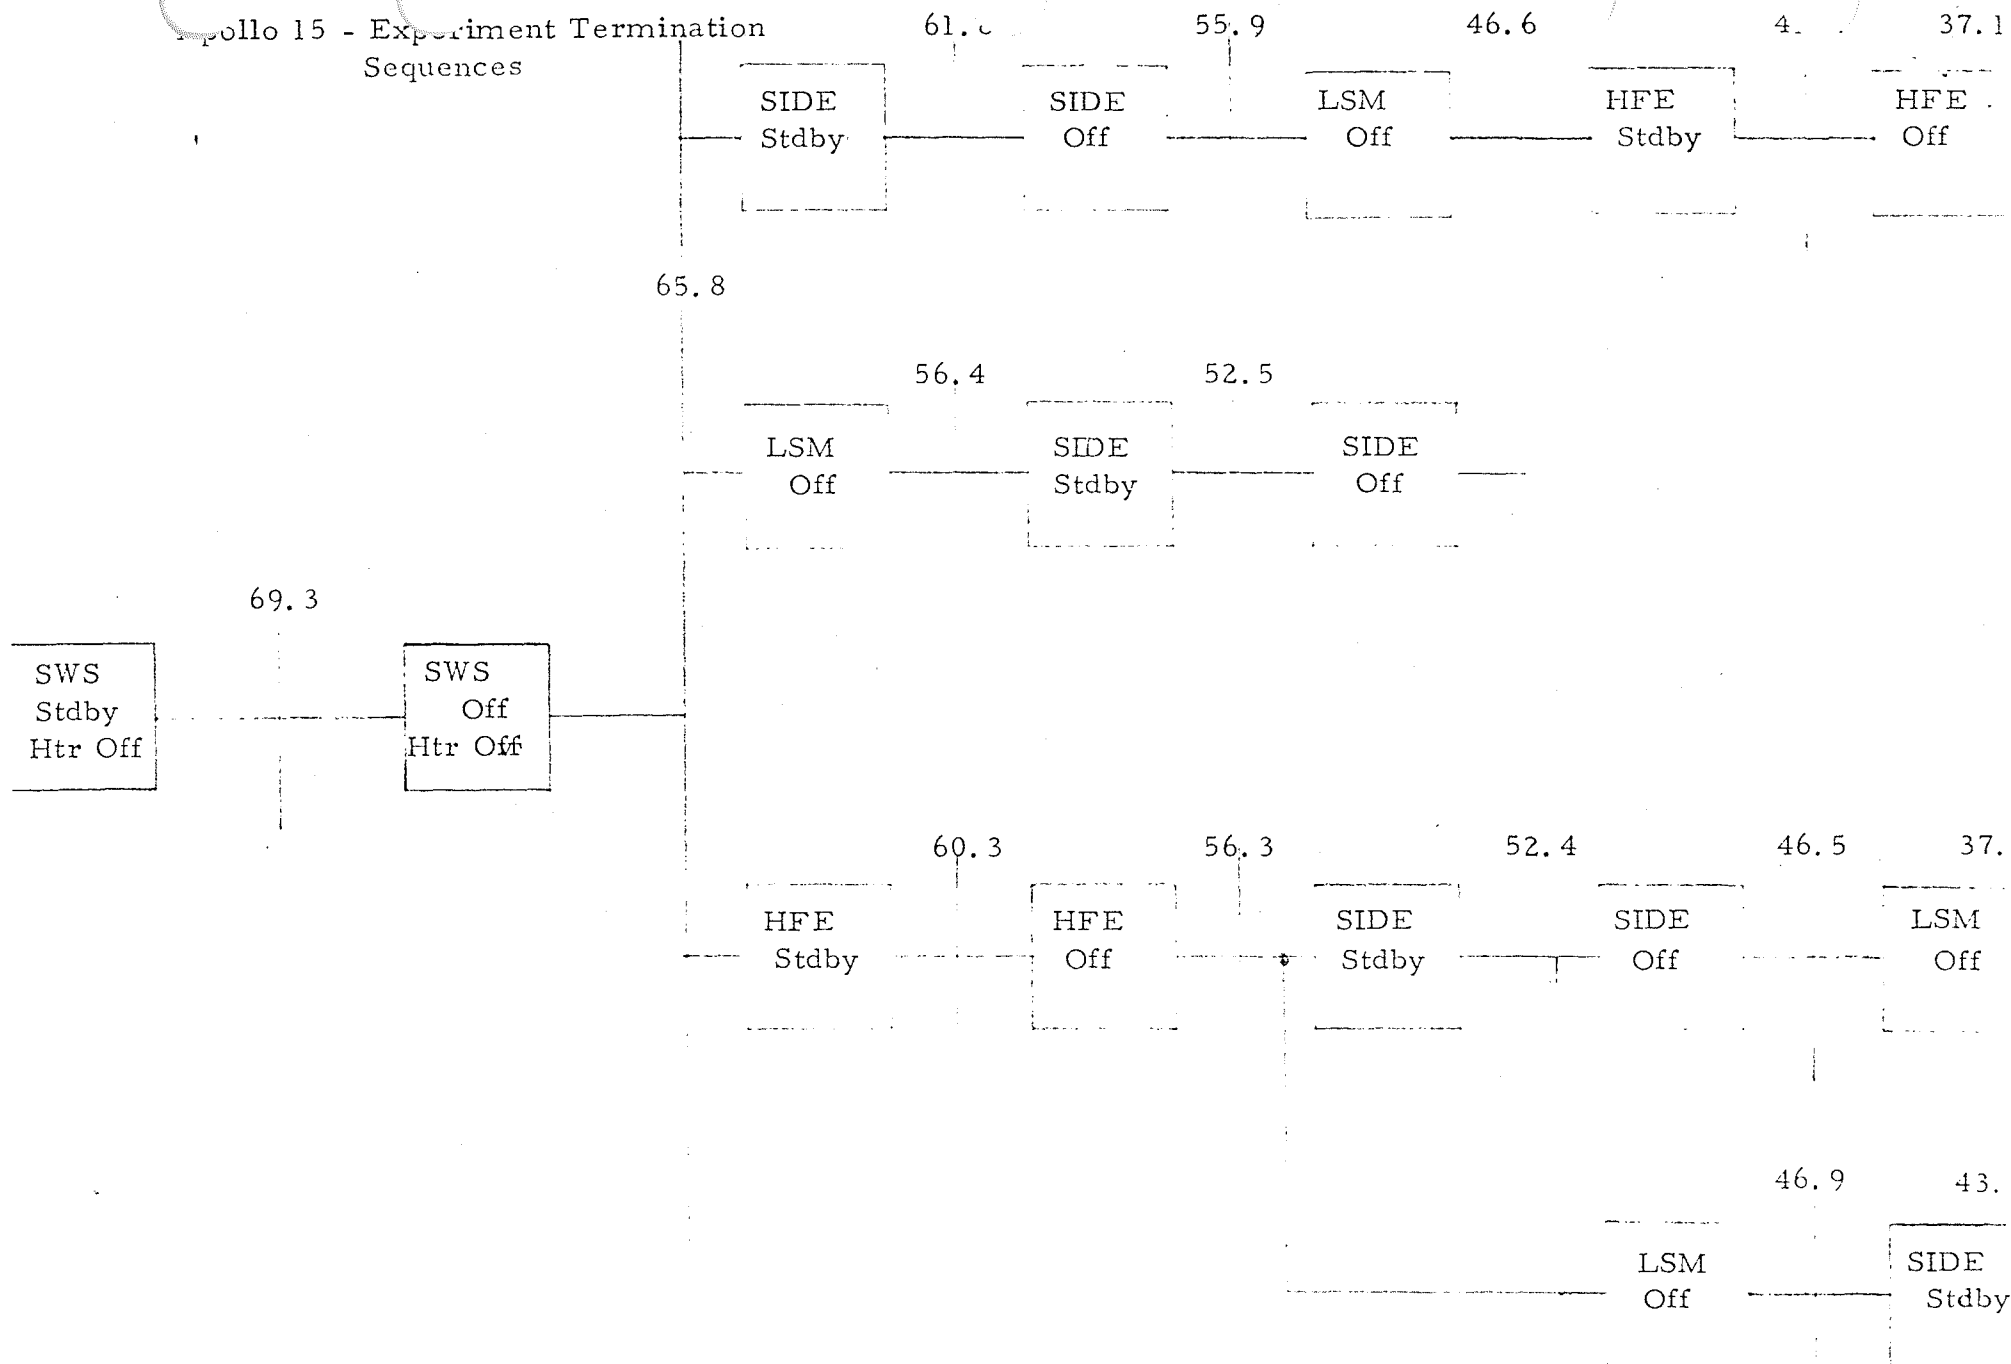 15 - Experiment Termination
Sequences
55.9
46.6
37.1
SIDE
Stdby
SIDE
Off
LSM
Off
HFE
Stdby
HFE
Off
65.8
56.4
52.5
LSM
Off
SIDE
Stdby
SIDE
Off
69.3
SWS
Stdby
Htr Off
SWS
Off
Htr Off
60.3
56.3
52.4
46.5
37.
HFE
Stdby
HFE
Off
SIDE
Stdby
SIDE
Off
LSM
Off
46.9
43.
LSM
Off
SIDE
Stdby